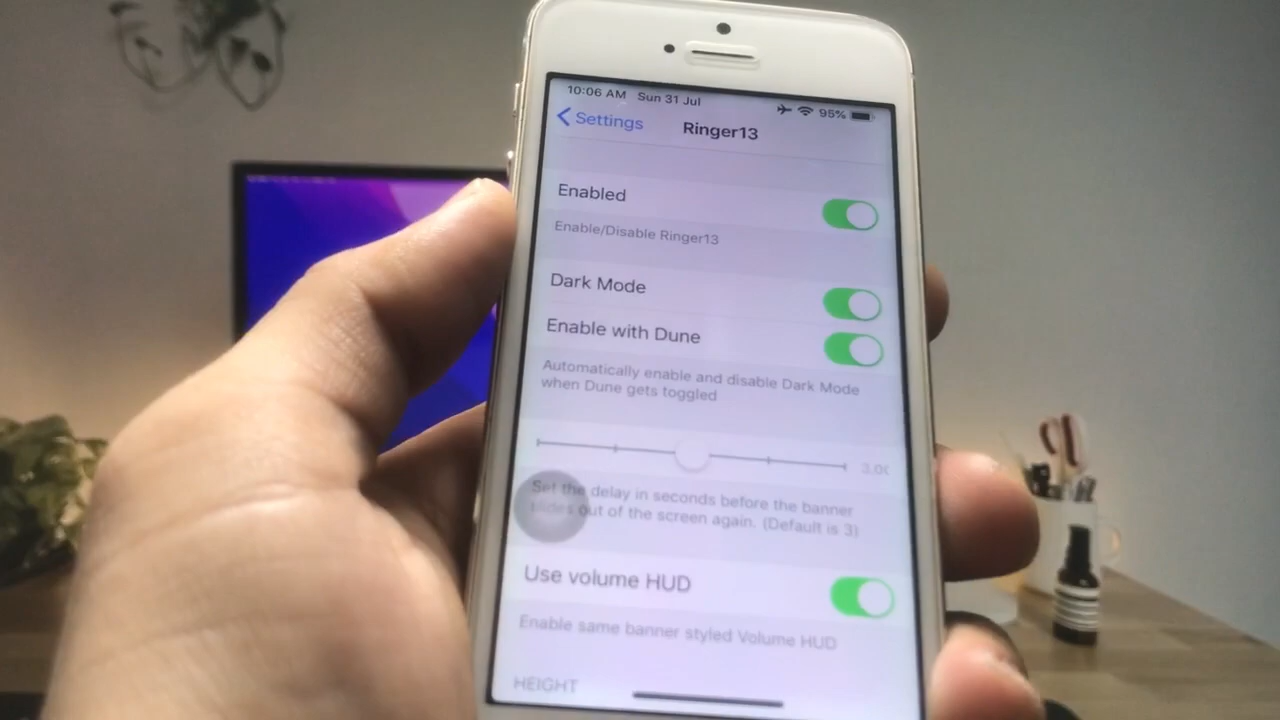 10:06 AM Sun 31 Jul 95%
Settings Ringer13
Enabled
Enable/Disable Ringer13
Dark Mode
Enable with Dune
Automatically enable and disable Dark Mode
when Dune gets toggled
3.00
Set the delay in seconds before the banner
slides out of the screen again. (Default is 3)
Use volume HUD
Enable same banner styled Volume HUD
HEIGHT